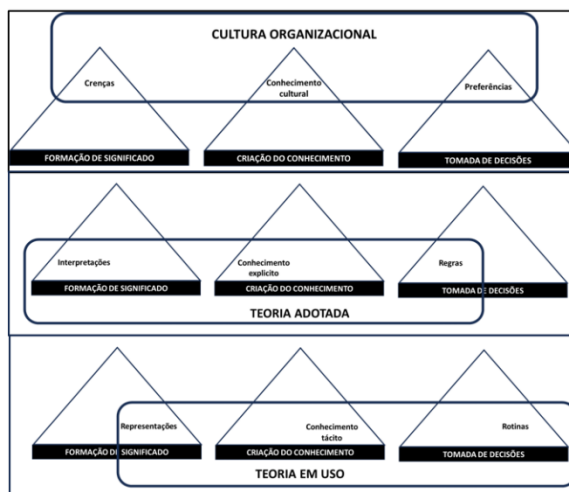 CULTURA ORGANIZACIONAL
Crenças
Conhecimento
cultural
Preferências
FORMAÇÃO DE SIGNIFICADO
CRIAÇÃO DO CONHECIMENTO
TOMADA DE DECISÕES
Interpretações
Conhecimento
explícito
Regras
FORMAÇÃO DE SIGNIFICADO
CRIAÇÃO DO CONHECIMENTO
TOMADA DE DECISÕES
TEORIA ADOTADA
Representações
Conhecimento
tácito
Rotinas
FORMAÇÃO DE SIGNIFICADO
CRIAÇÃO DO CONHECIMENTO
TOMADA DE DECISÕES
TEORIA EM USO